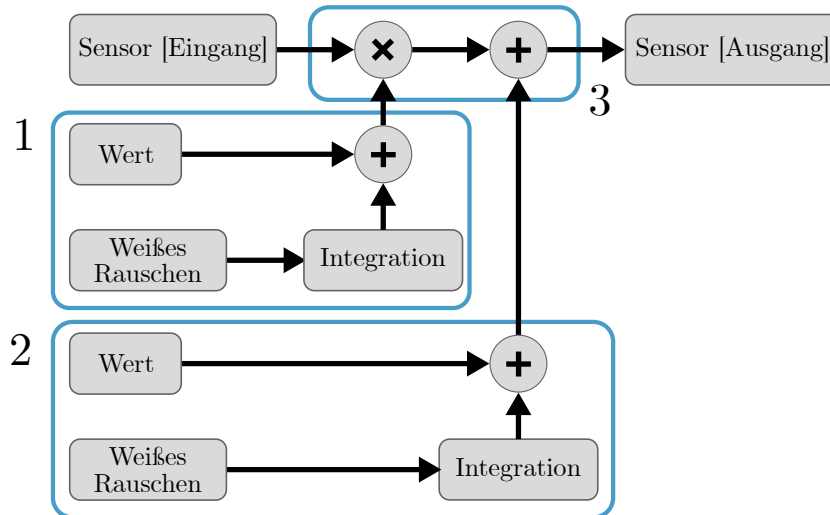 Sensor [Eingang]
×
+
Sensor [Ausgang]
3
1
Wert
+
Weißes
Rauschen
Integration
2
Wert
+
Weißes
Rauschen
Integration